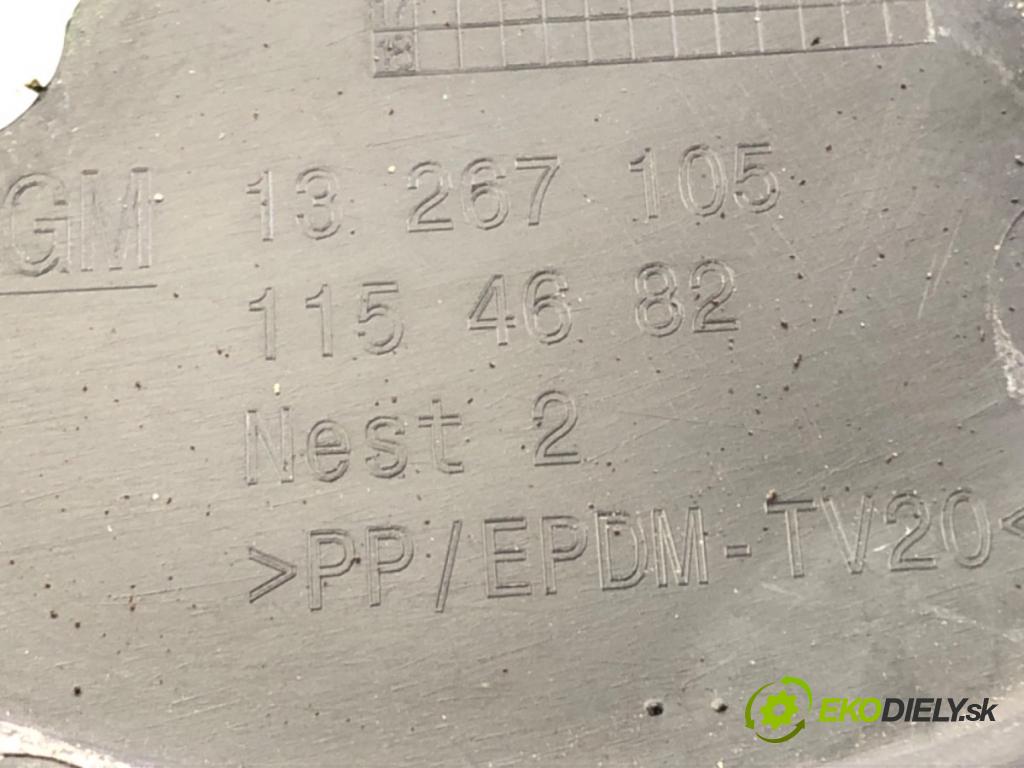 GM 13 267 105
115 46 82
Nest 2
>PP/EPDM-TV20<
EKODIELY.sk